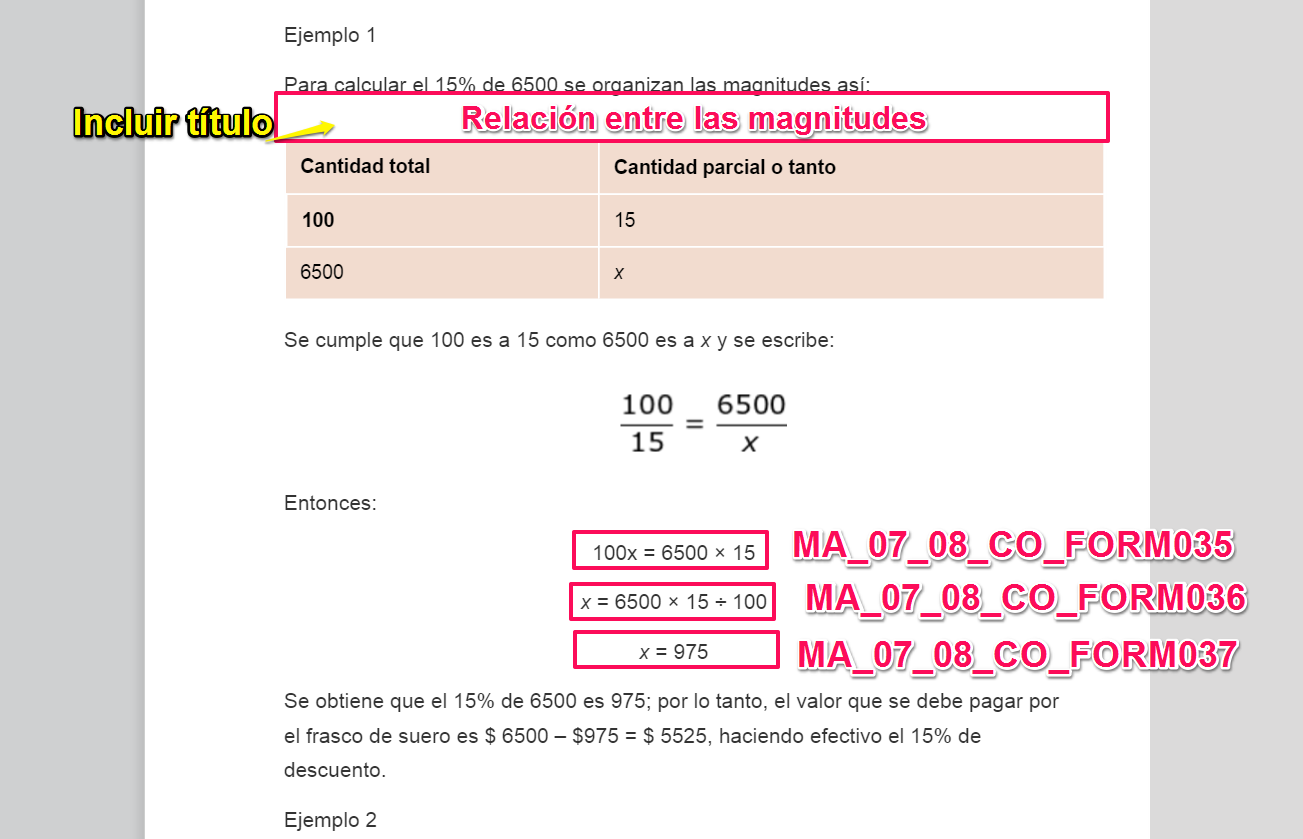 Ejemplo 1
Para calcular el 15% de 6500 se organizan las magnitudes así:
Incluir título
Relación entre las magnitudes
Cantidad total Cantidad parcial o tanto
100 15
6500 x
Se cumple que 100 es a 15 como 6500 es a x y se escribe:
100/15 = 6500/x
Entonces:
100x = 6500 × 15 MA_07_08_CO_FORM035
x = 6500 × 15 ÷ 100 MA_07_08_CO_FORM036
x = 975 MA_07_08_CO_FORM037
Se obtiene que el 15% de 6500 es 975; por lo tanto, el valor que se debe pagar por
el frasco de suero es $ 6500 – $975 = $ 5525, haciendo efectivo el 15% de
descuento.
Ejemplo 2